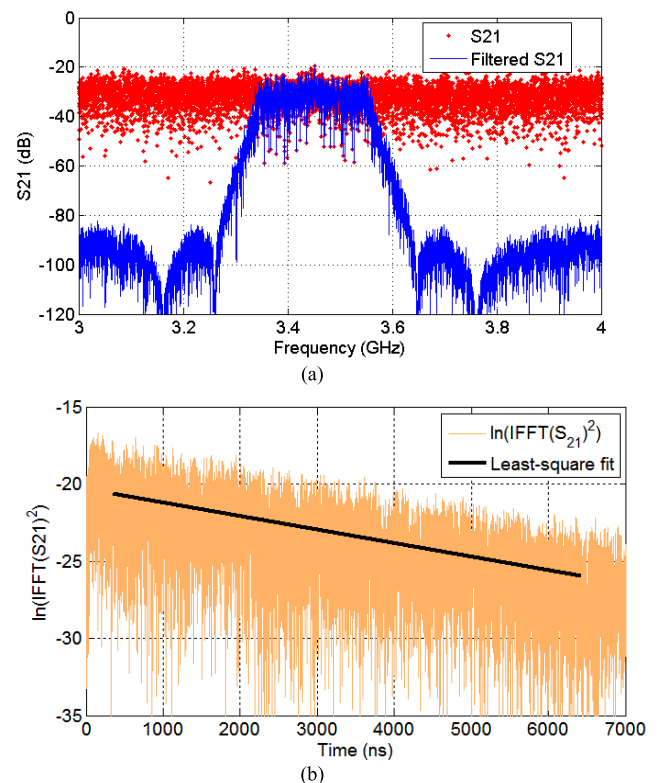 0
-20
-40
-60
-80
-100
-120
S21 (dB)
S21
Filtered S21
3
3.2
3.4
3.6
3.8
4
Frequency (GHz)
(a)
-15
-20
-25
-30
-35
ln(IFFT(S21)²)
ln(IFFT(S₂₁)²)
Least-square fit
0
1000
2000
3000
4000
5000
6000
7000
Time (ns)
(b)